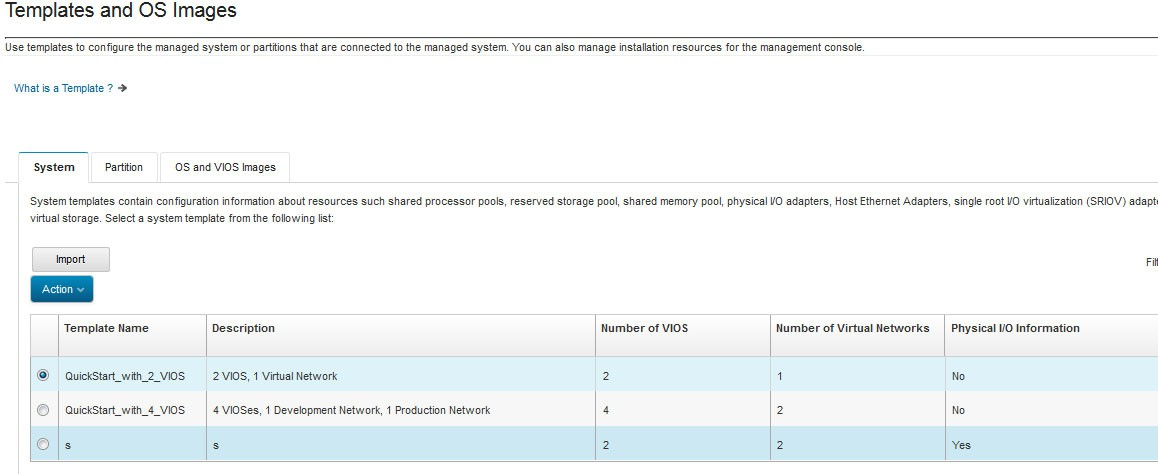 Templates and OS Images
Use templates to configure the managed system or partitions that are connected to the managed system. You can also manage installation resources for the management console.
What is a Template ? →
System Partition OS and VIOS Images
System templates contain configuration information about resources such shared processor pools, reserved storage pool, shared memory pool, physical I/O adapters, Host Ethernet Adapters, single root I/O virtualization (SRIOV) adapte
virtual storage. Select a system template from the following list:
Import
Filt
Action
Template Name Description Number of VIOS Number of Virtual Networks Physical I/O Information
QuickStart_with_2_VIOS 2 VIOS, 1 Virtual Network 2 1 No
QuickStart_with_4_VIOS 4 VIOSes, 1 Development Network, 1 Production Network 4 2 No
s s 2 2 Yes